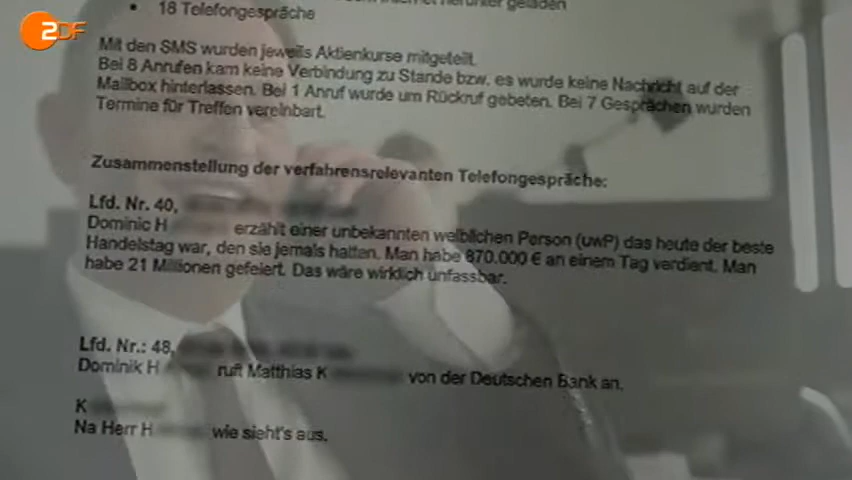 ZDF
• 18 Telefongespräche
Mit den SMS wurden jeweils Aktienkurse mitgeteilt.
Bei 8 Anrufen kam keine Verbindung zu Stande bzw. es wurde keine Nachricht auf der
Mailbox hinterlassen. Bei 1 Anruf wurde um Rückruf gebeten. Bei 7 Gesprächen wurden
Termine für Treffen vereinbart.
Zusammenstellung der verfahrensrelevanten Telefongespräche:
Lfd. Nr. 40,
Dominic H erzählt einer unbekannten weiblichen Person (uwP) das heute der beste
Handelstag war, den sie jemals hatten. Man habe 870.000 € an einem Tag verdient. Man
habe 21 Millionen gefeiert. Das wäre wirklich unfassbar.
Lfd. Nr.: 48,
Dominik H ruft Matthias K von der Deutschen Bank an.
K
Na Herr H wie sieht's aus.